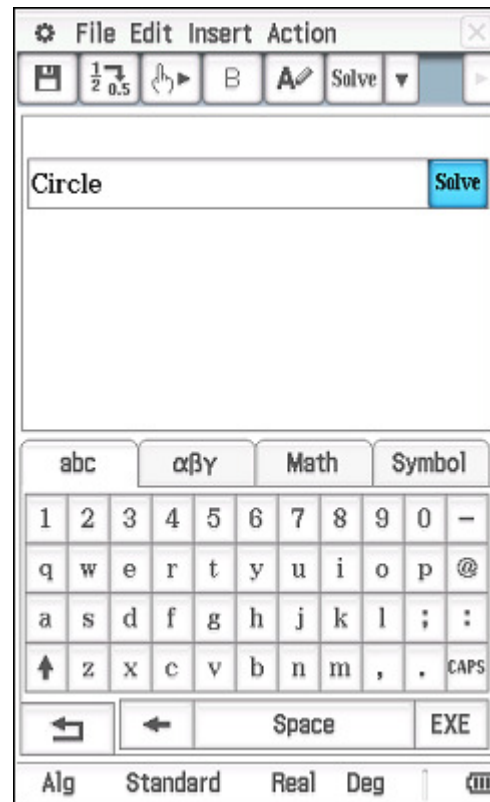 File Edit Insert Action
1/2 0.5 B A Solve
Circle Solve
abc αβγ Math Symbol
1 2 3 4 5 6 7 8 9 0 −
q w e r t y u i o p @
a s d f g h j k l ; :
z x c v b n m , . CAPS
Space EXE
Alg Standard Real Deg